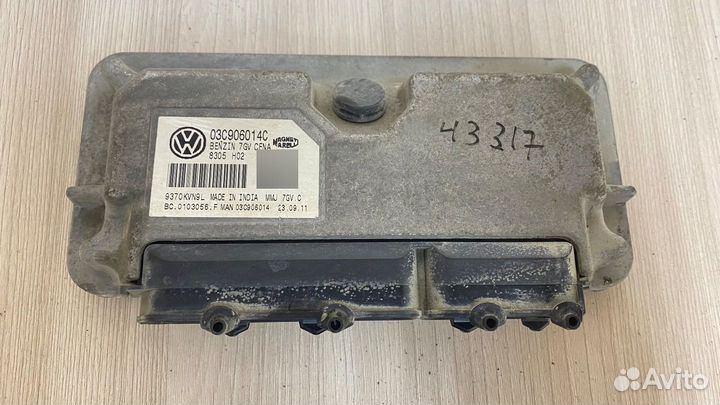 03C906014C
BENZIN 7GV CFNA
8305 H02
MAGNETI MARELLI
9370KVN9L MADE IN INDIA MMJ 7GV.C
BC.0103056.F MAN 03C906014 23.09.11
43317
Avito